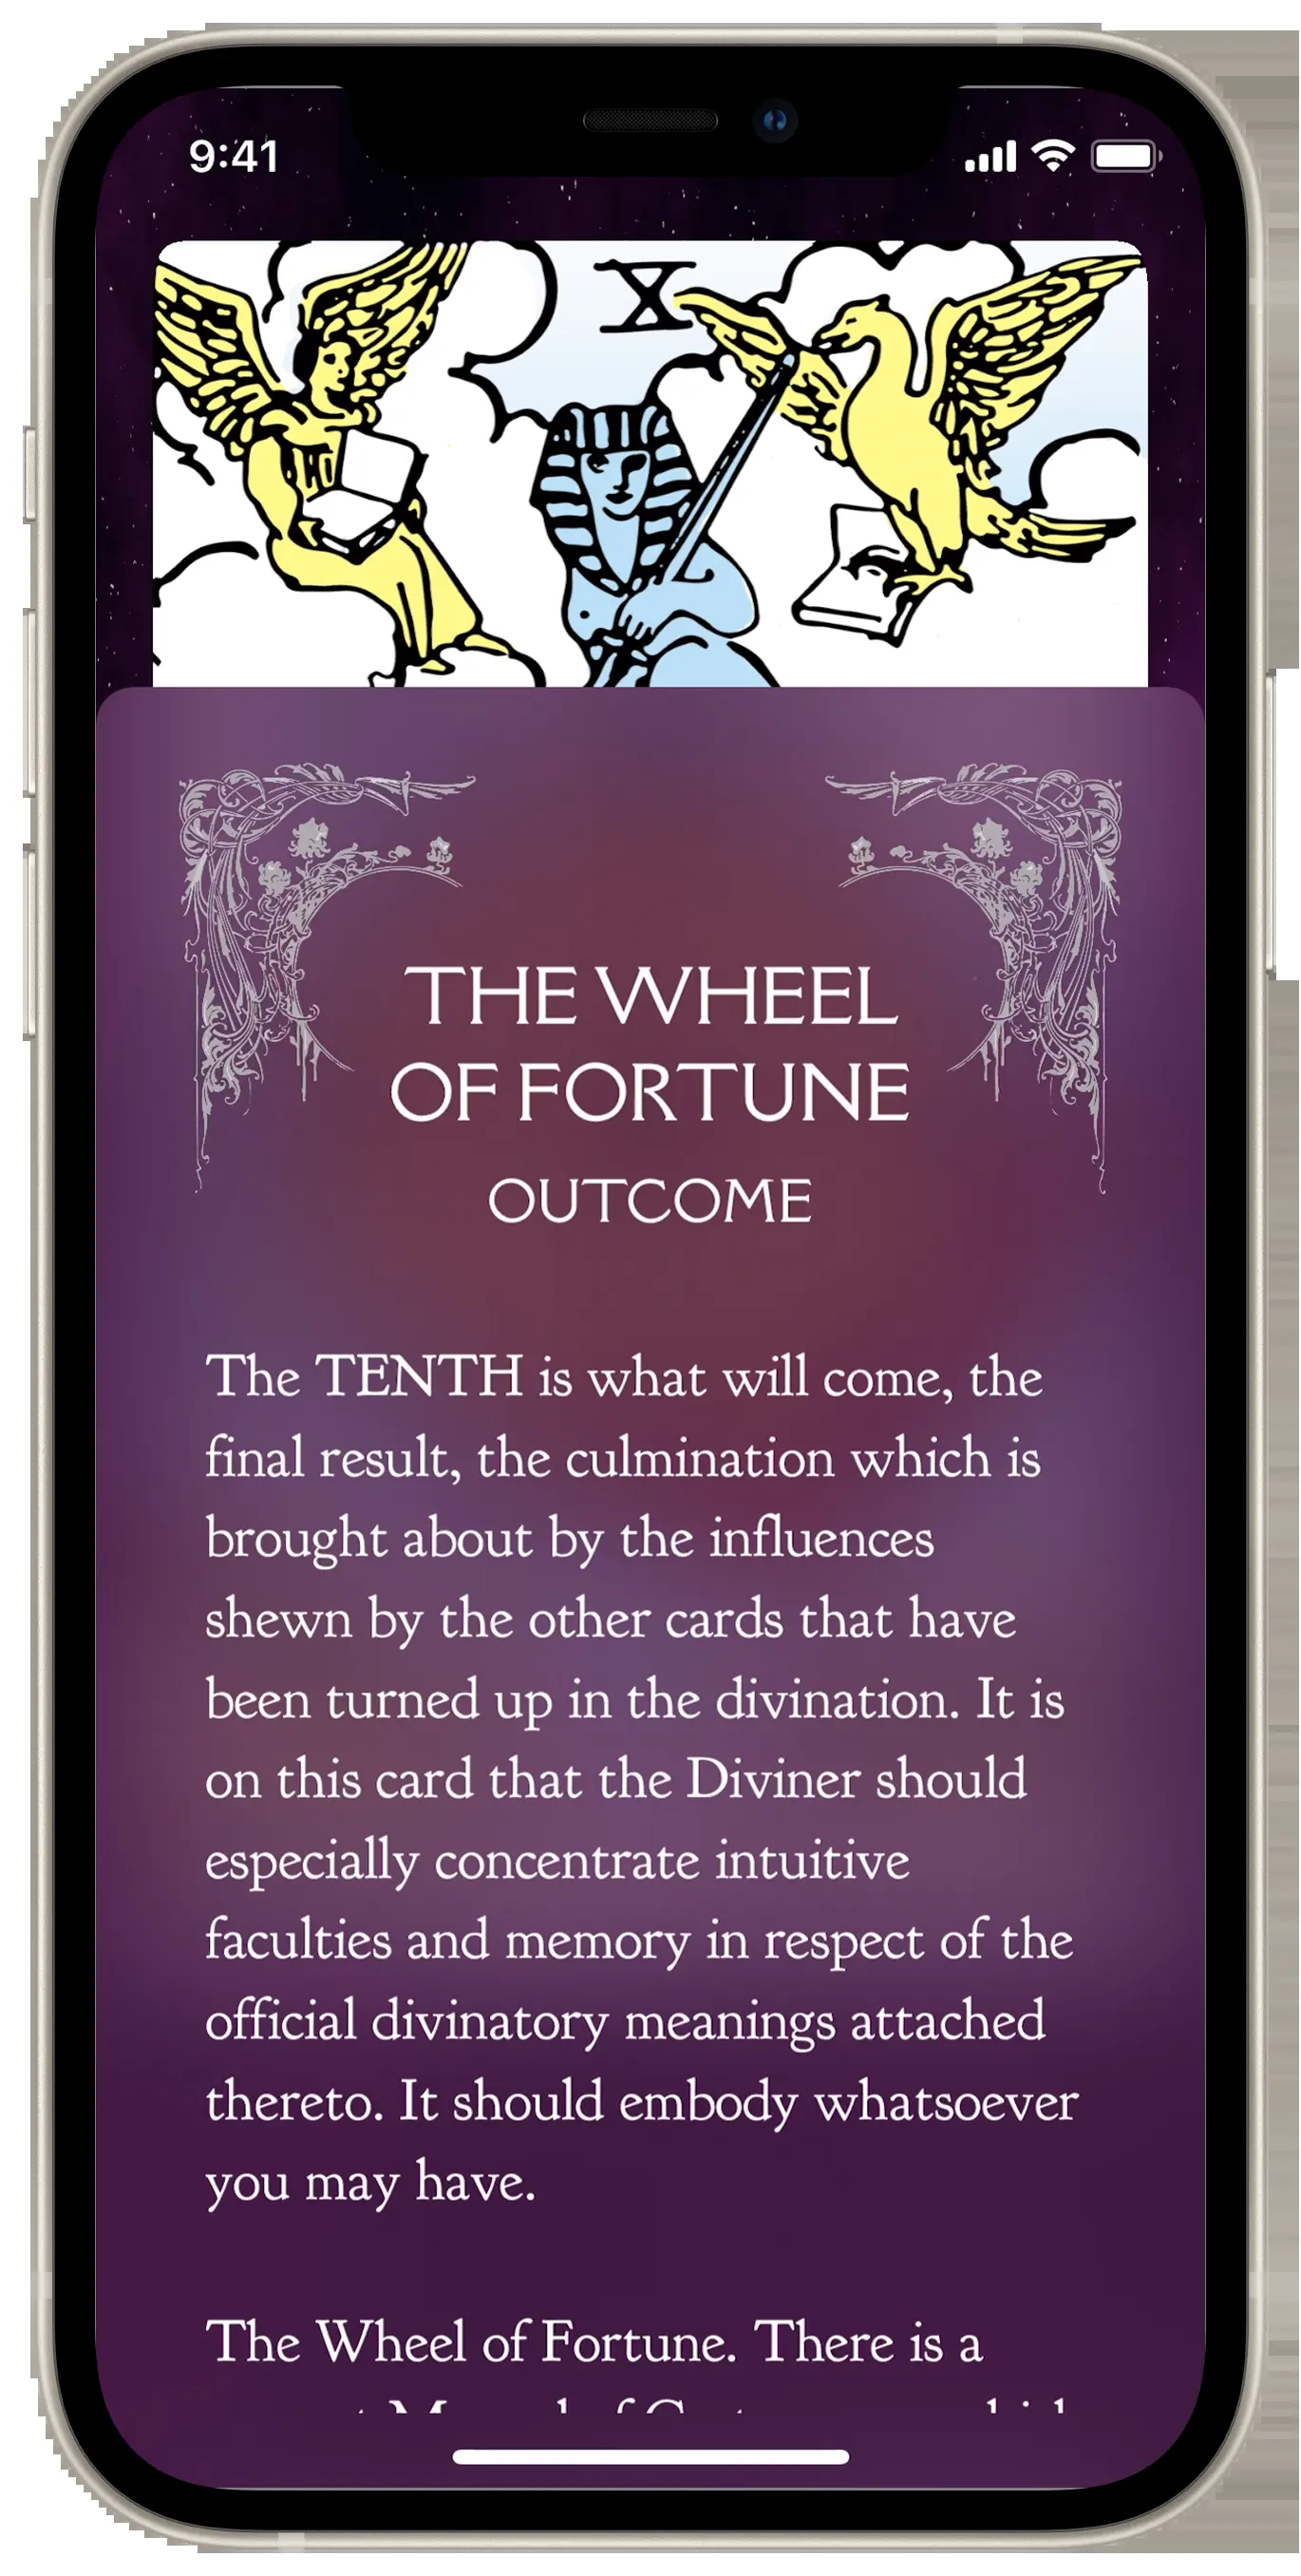 9:41
X
THE WHEEL
OF FORTUNE
OUTCOME
The TENTH is what will come, the
final result, the culmination which is
brought about by the influences
shewn by the other cards that have
been turned up in the divination. It is
on this card that the Diviner should
especially concentrate intuitive
faculties and memory in respect of the
official divinatory meanings attached
thereto. It should embody whatsoever
you may have.
The Wheel of Fortune. There is a